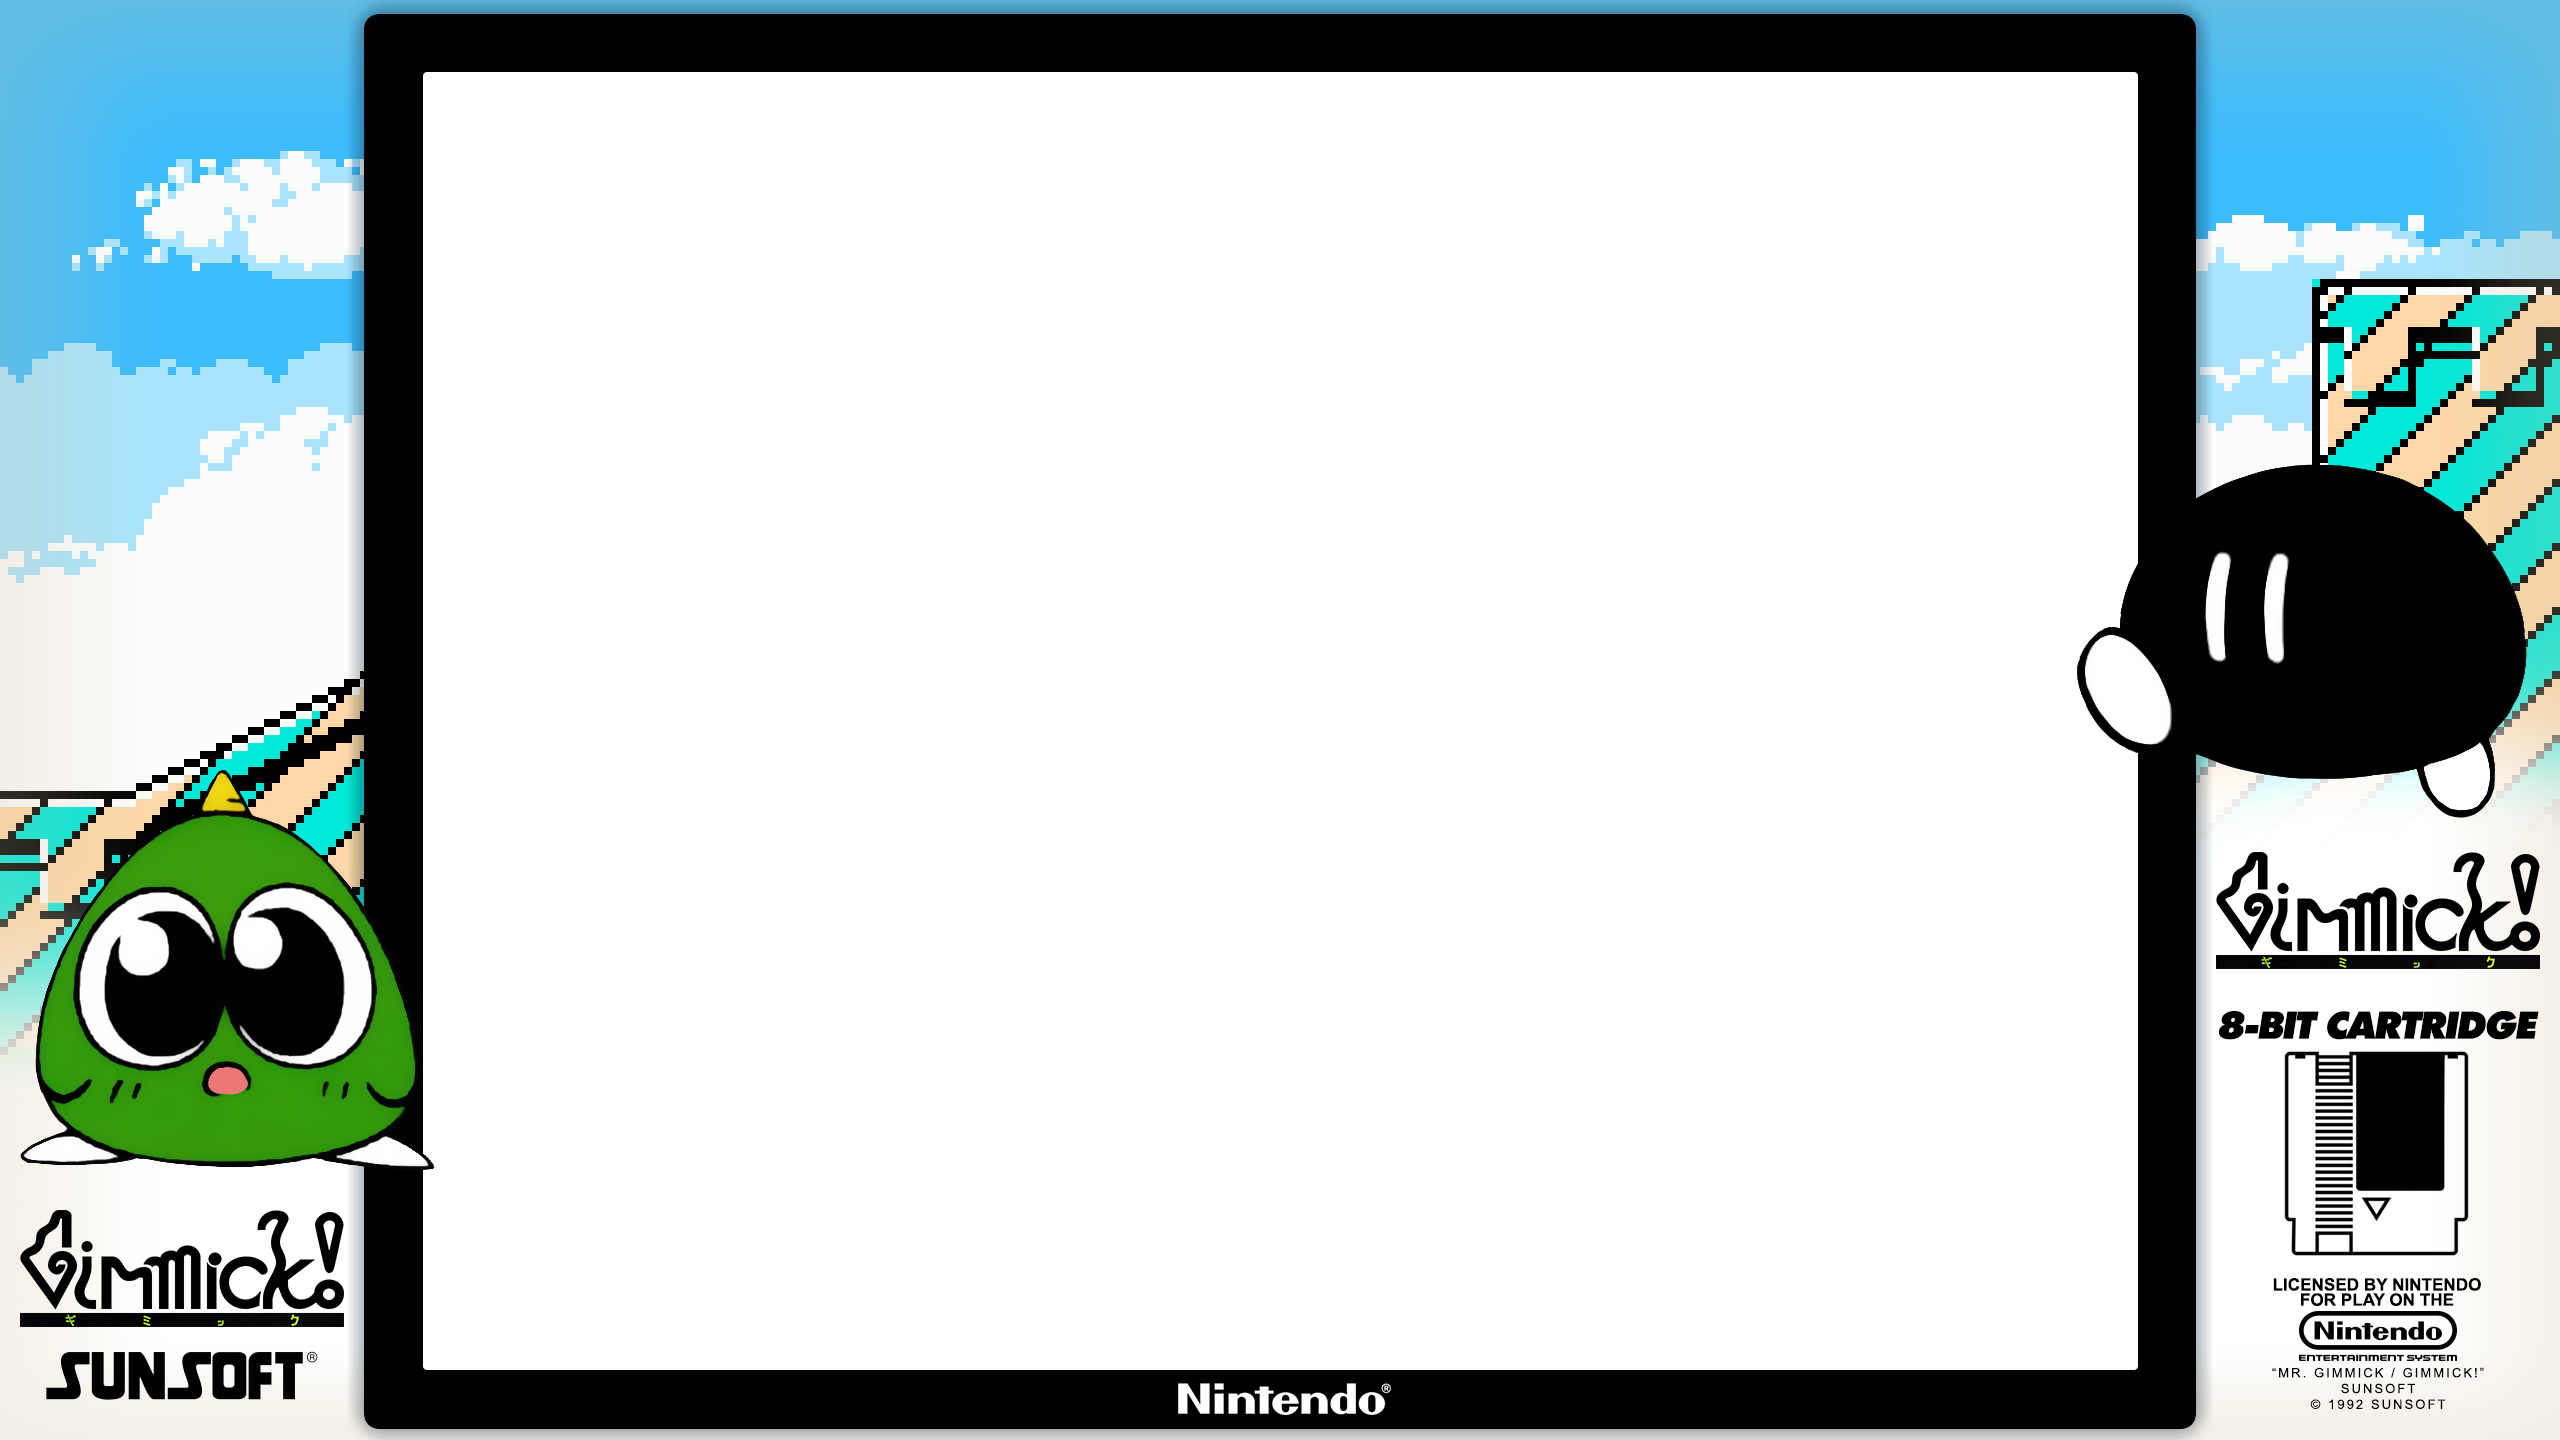 Gimmick!
ギミック
SUNSOFT®
Nintendo®
Gimmick!
ギミック
8-BIT CARTRIDGE
LICENSED BY NINTENDO
FOR PLAY ON THE
Nintendo
ENTERTAINMENT SYSTEM
“MR. GIMMICK / GIMMICK!”
SUNSOFT
© 1992 SUNSOFT